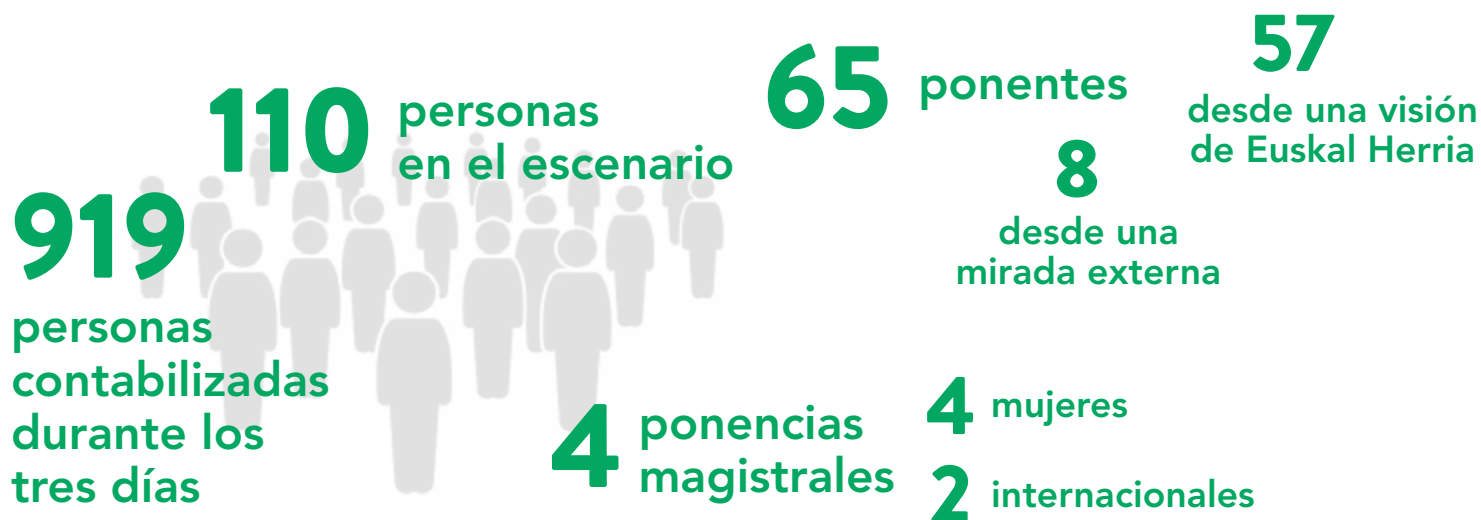 110
personas
en el escenario
919
personas
contabilizadas
durante los
tres días
65
ponentes
57
desde una visión
de Euskal Herria
8
desde una
mirada externa
4
ponencias
magistrales
4
mujeres
2
internacionales